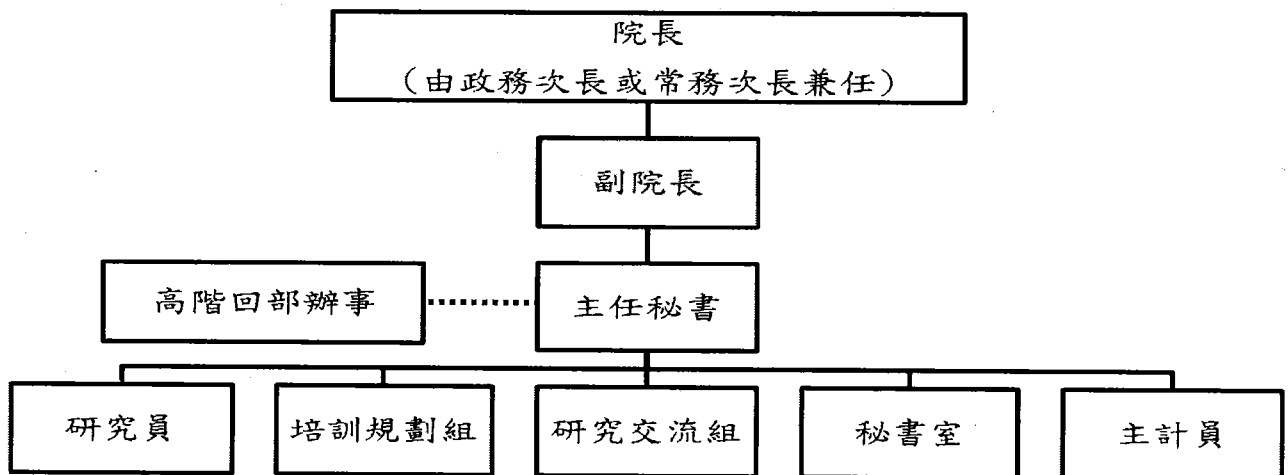 院長
（由政務次長或常務次長兼任）
副院長
高階回部辦事
主任秘書
研究員
培訓規劃組
研究交流組
秘書室
主計員